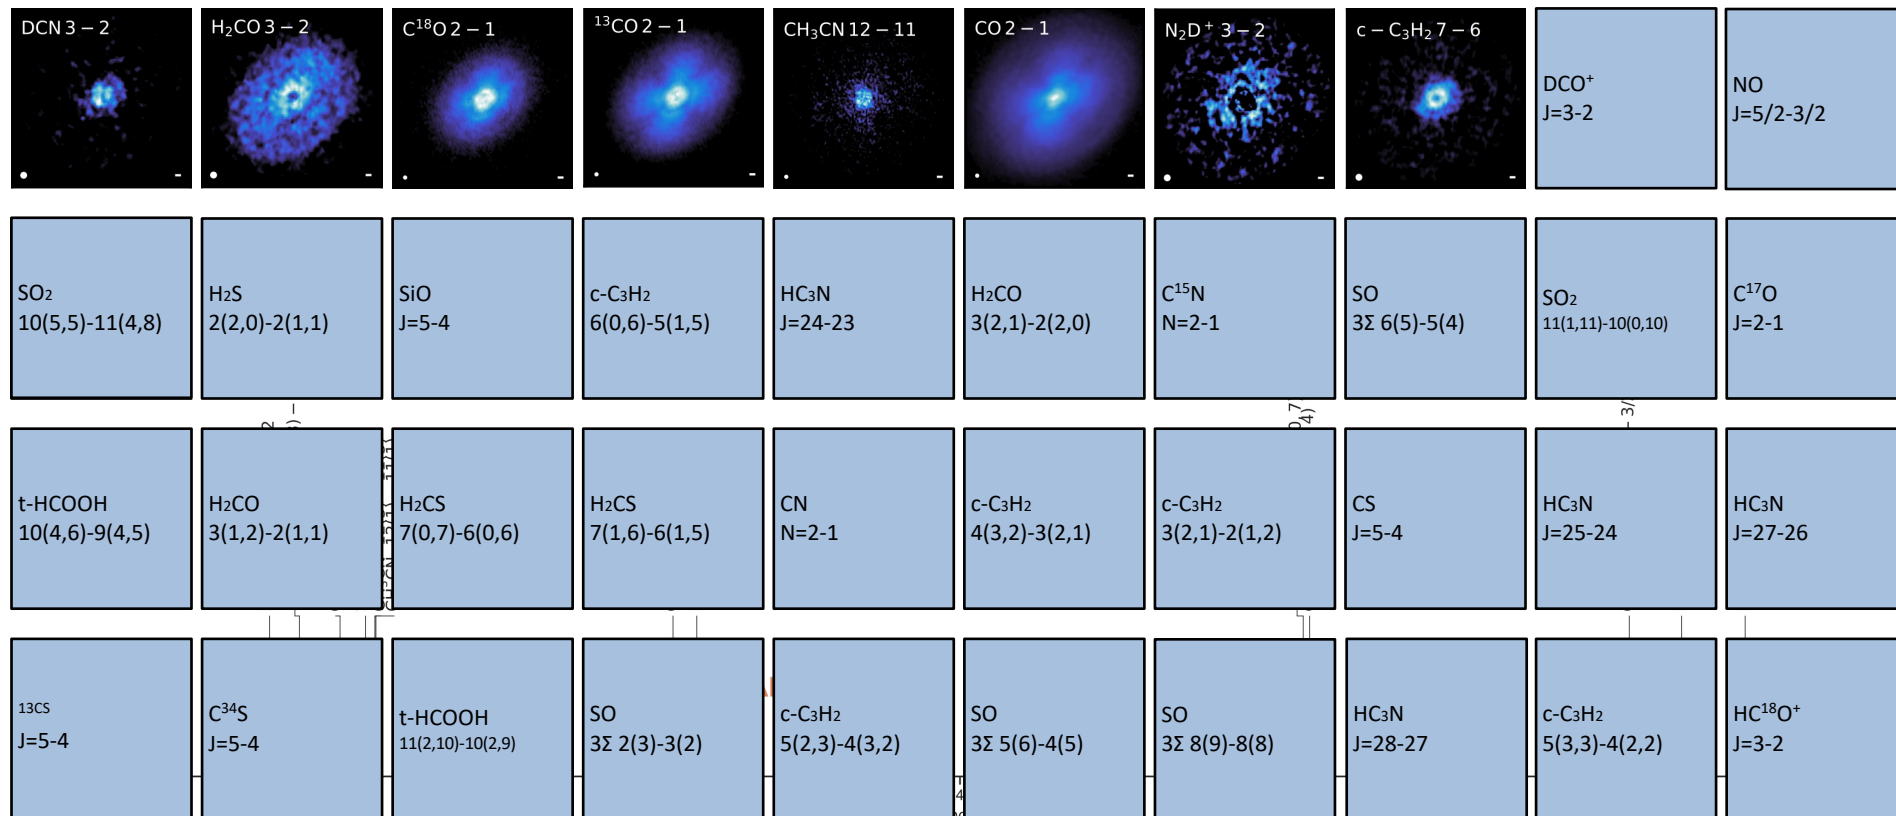 DCN 3 − 2
H₂CO 3 − 2
C¹⁸O 2 − 1
¹³CO 2 − 1
CH₃CN 12 − 11
CO 2 − 1
N₂D⁺ 3 − 2
c − C₃H₂ 7 − 6
DCO⁺
J=3-2
NO
J=5/2-3/2
SO₂
10(5,5)-11(4,8)
H₂S
2(2,0)-2(1,1)
SiO
J=5-4
c-C₃H₂
6(0,6)-5(1,5)
HC₃N
J=24-23
H₂CO
3(2,1)-2(2,0)
C¹⁵N
N=2-1
SO
3Σ 6(5)-5(4)
SO₂
11(1,11)-10(0,10)
C¹⁷O
J=2-1
t-HCOOH
10(4,6)-9(4,5)
H₂CO
3(1,2)-2(1,1)
H₂CS
7(0,7)-6(0,6)
H₂CS
7(1,6)-6(1,5)
CN
N=2-1
c-C₃H₂
4(3,2)-3(2,1)
c-C₃H₂
3(2,1)-2(1,2)
CS
J=5-4
HC₃N
J=25-24
HC₃N
J=27-26
¹³CS
J=5-4
C³⁴S
J=5-4
t-HCOOH
11(2,10)-10(2,9)
SO
3Σ 2(3)-3(2)
c-C₃H₂
5(2,3)-4(3,2)
SO
3Σ 5(6)-4(5)
SO
3Σ 8(9)-8(8)
HC₃N
J=28-27
c-C₃H₂
5(3,3)-4(2,2)
HC¹⁸O⁺
J=3-2